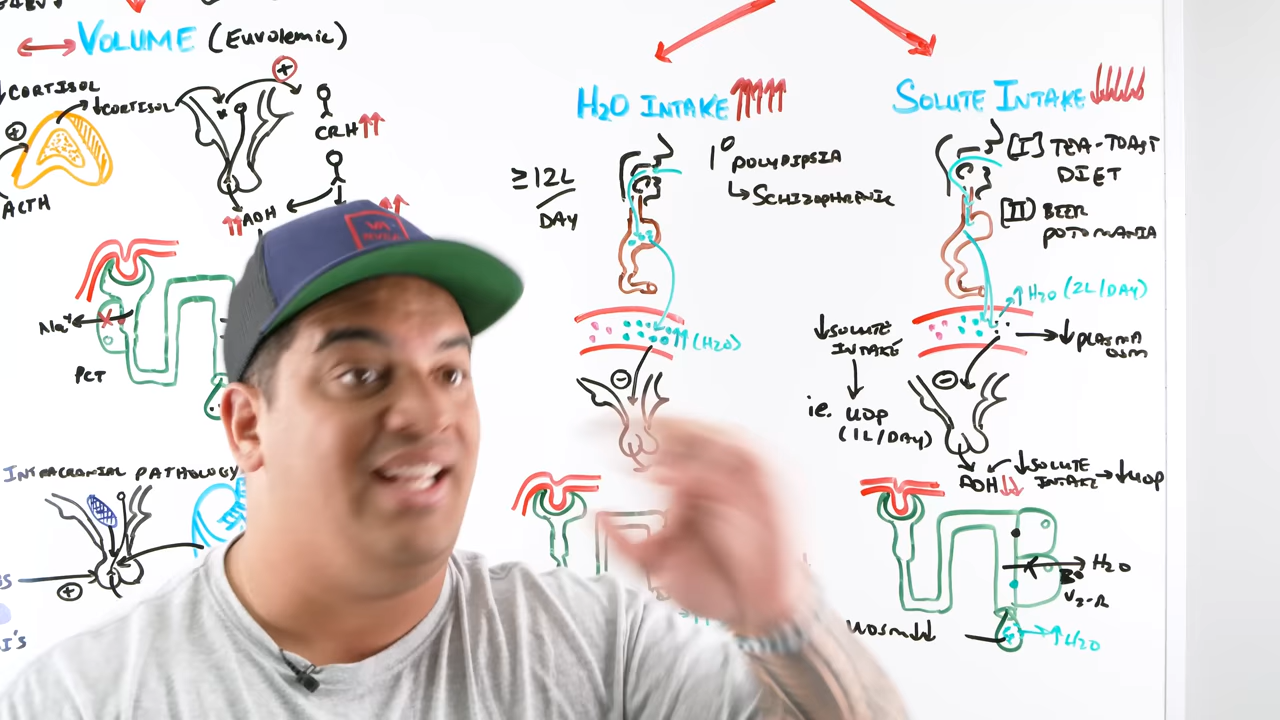 VOLUME (Euvolemic)
CORTISOL
↓CORTISOL
+
+
CRH↑↑
ACTH
↑↑ADH
Na+
PCT
INTRACRANIAL PATHOLOGY
+
I's
VA
H2O INTAKE↑↑↑↑
≥12L
DAY
1° POLYDIPSIA
↳SCHIZOPHRENIC
↑↑(H2O)
−
SOLUTE INTAKE↓↓↓↓↓
[I] TEA-TOAST
DIET
[II] BEER
POTOMANIA
↑H2O (2L/DAY)
↓SOLUTE
INTAKE
→↓PLASMA
OSM
−
ie. UOP
(1L/DAY)
ADH↓↓
↓SOLUTE
INTAKE→↓UOP
H2O
V2-R
UOSM↓↓
↑H2O